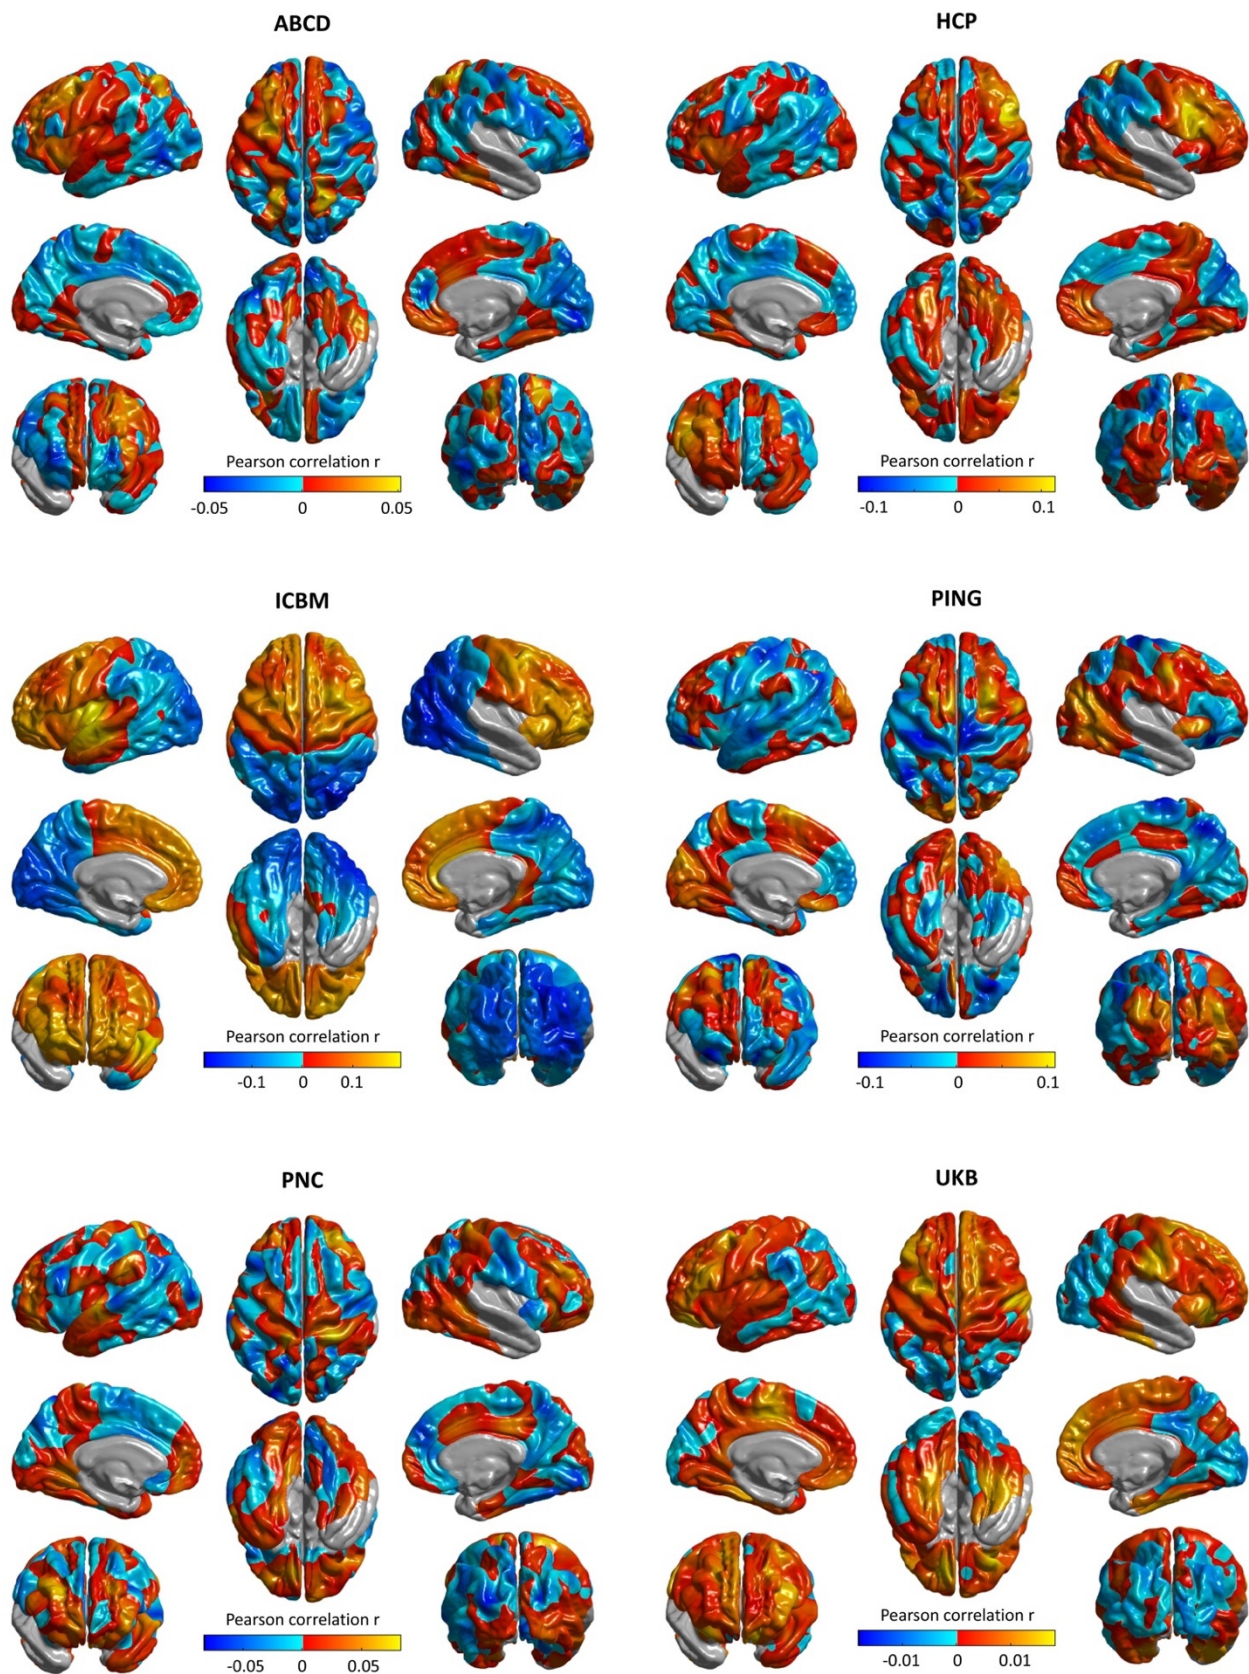 ABCD
HCP
Pearson correlation r
-0.05 0 0.05
Pearson correlation r
-0.1 0 0.1
ICBM
PING
Pearson correlation r
-0.1 0 0.1
Pearson correlation r
-0.1 0 0.1
PNC
UKB
Pearson correlation r
-0.05 0 0.05
Pearson correlation r
-0.01 0 0.01